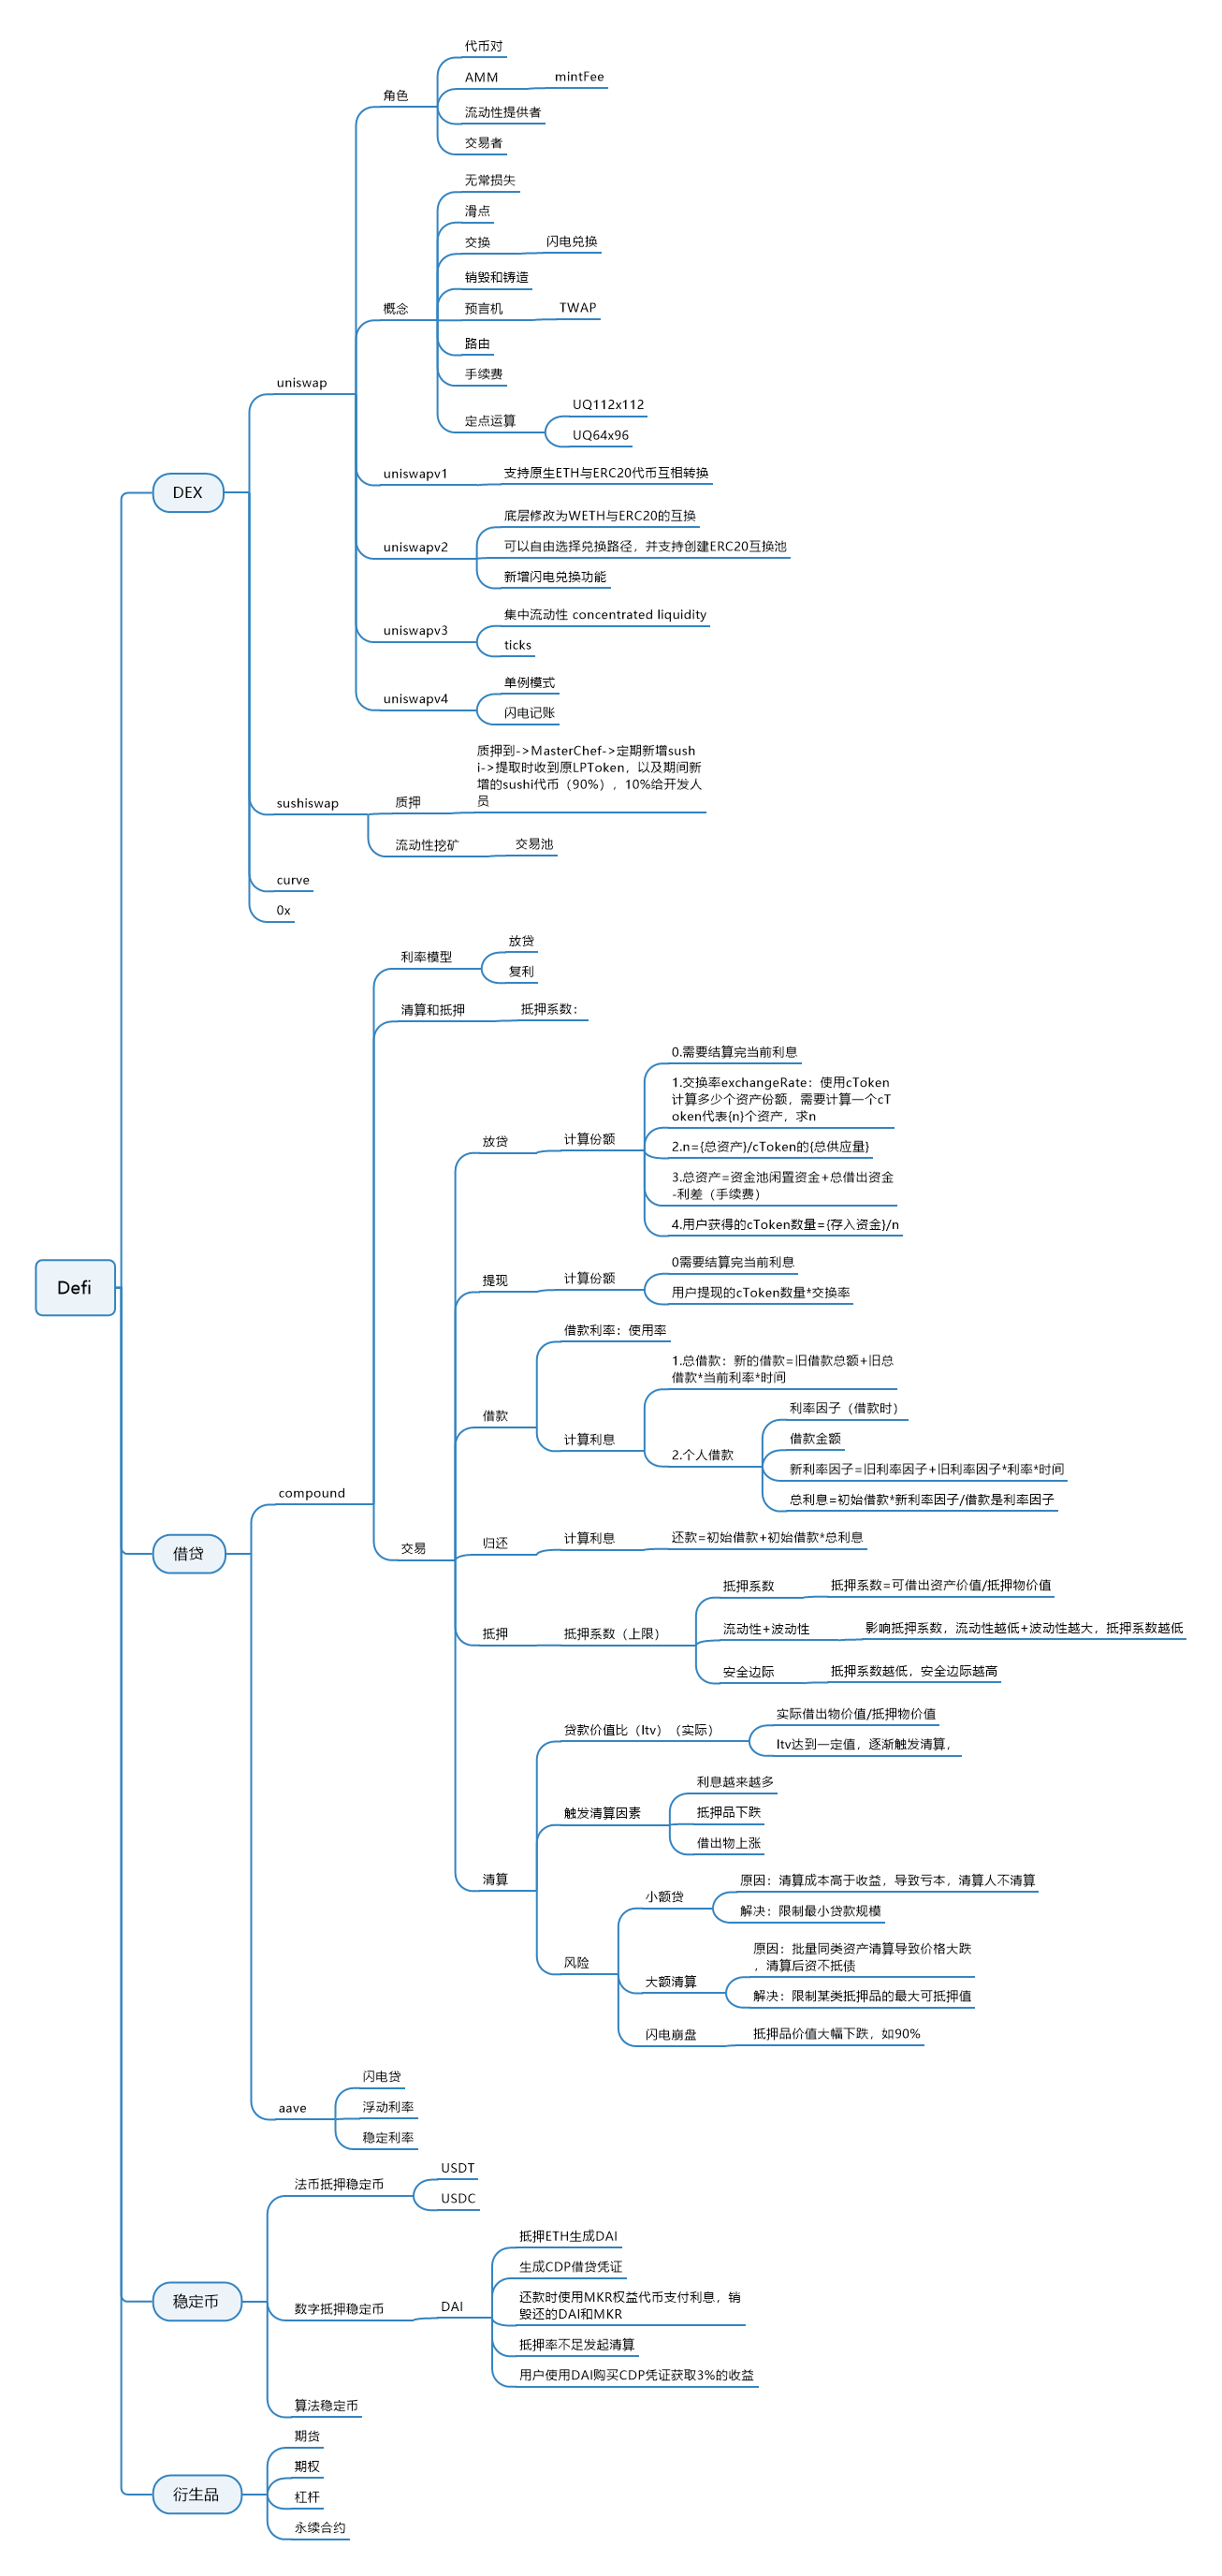 代币对
AMM
mintFee
角色
流动性提供者
交易者
无常损失
滑点
交换
闪电兑换
销毁和铸造
概念
预言机
TWAP
路由
手续费
uniswap
UQ112x112
定点运算
UQ64x96
uniswapv1
支持原生ETH与ERC20代币互相转换
DEX
底层修改为WETH与ERC20的互换
uniswapv2
可以自由选择兑换路径，并支持创建ERC20互换池
新增闪电兑换功能
集中流动性 concentrated liquidity
uniswapv3
ticks
单例模式
uniswapv4
闪电记账
质押到->MasterChef->定期新增sush
i->提取时收到原LPToken，以及期间新
增的sushi代币（90%），10%给开发人
员
sushiswap
质押
流动性挖矿
交易池
curve
0x
放贷
利率模型
复利
清算和抵押
抵押系数：
0.需要结算完当前利息
1.交换率exchangeRate：使用cToken
计算多少个资产份额，需要计算一个cT
oken代表{n}个资产，求n
放贷
计算份额
2.n={总资产}/cToken的{总供应量}
3.总资产=资金池闲置资金+总借出资金
-利差（手续费）
4.用户获得的cToken数量={存入资金}/n
Defi
0需要结算完当前利息
提现
计算份额
用户提现的cToken数量*交换率
借款利率：使用率
1.总借款：新的借款=旧借款总额+旧总
借款*当前利率*时间
借款
利率因子（借款时）
计算利息
借款金额
2.个人借款
新利率因子=旧利率因子+旧利率因子*利率*时间
compound
总利息=初始借款*新利率因子/借款是利率因子
交易
归还
计算利息
还款=初始借款+初始借款*总利息
借贷
抵押系数
抵押系数=可借出资产价值/抵押物价值
抵押
抵押系数（上限）
流动性+波动性
影响抵押系数，流动性越低+波动性越大，抵押系数越低
安全边际
抵押系数越低，安全边际越高
实际借出物价值/抵押物价值
贷款价值比（ltv）（实际）
ltv达到一定值，逐渐触发清算，
利息越来越多
触发清算因素
抵押品下跌
借出物上涨
清算
原因：清算成本高于收益，导致亏本，清算人不清算
小额贷
解决：限制最小贷款规模
风险
原因：批量同类资产清算导致价格大跌
，清算后资不抵债
大额清算
解决：限制某类抵押品的最大可抵押值
闪电崩盘
抵押品价值大幅下跌，如90%
闪电贷
aave
浮动利率
稳定利率
USDT
法币抵押稳定币
USDC
抵押ETH生成DAI
生成CDP借贷凭证
稳定币
数字抵押稳定币
DAI
还款时使用MKR权益代币支付利息，销
毁还的DAI和MKR
抵押率不足发起清算
用户使用DAI购买CDP凭证获取3%的收益
算法稳定币
期货
期权
衍生品
杠杆
永续合约